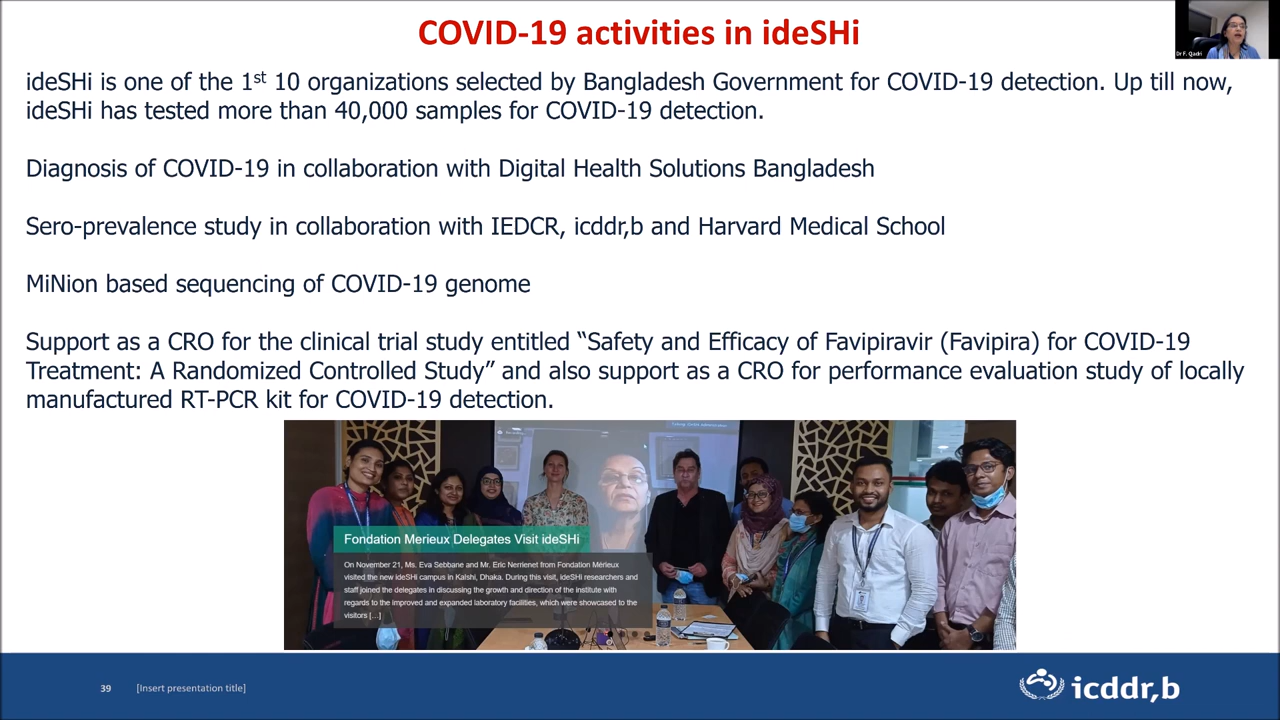 COVID-19 activities in ideSHi
Dr F. Qadri
ideSHi is one of the 1st 10 organizations selected by Bangladesh Government for COVID-19 detection. Up till now,
ideSHi has tested more than 40,000 samples for COVID-19 detection.
Diagnosis of COVID-19 in collaboration with Digital Health Solutions Bangladesh
Sero-prevalence study in collaboration with IEDCR, icddr,b and Harvard Medical School
MiNion based sequencing of COVID-19 genome
Support as a CRO for the clinical trial study entitled “Safety and Efficacy of Favipiravir (Favipira) for COVID-19
Treatment: A Randomized Controlled Study” and also support as a CRO for performance evaluation study of locally
manufactured RT-PCR kit for COVID-19 detection.
Fondation Merieux Delegates Visit ideSHi
On November 21, Ms. Eva Sebbane and Mr. Eric Nerrienet from Fondation Mérieux
visited the new ideSHi campus in Kalshi, Dhaka. During this visit, ideSHi researchers and
staff joined the delegates in discussing the growth and direction of the institute with
regards to the improved and expanded laboratory facilities, which were showcased to the
visitors […]
39
[Insert presentation title]
icddr,b